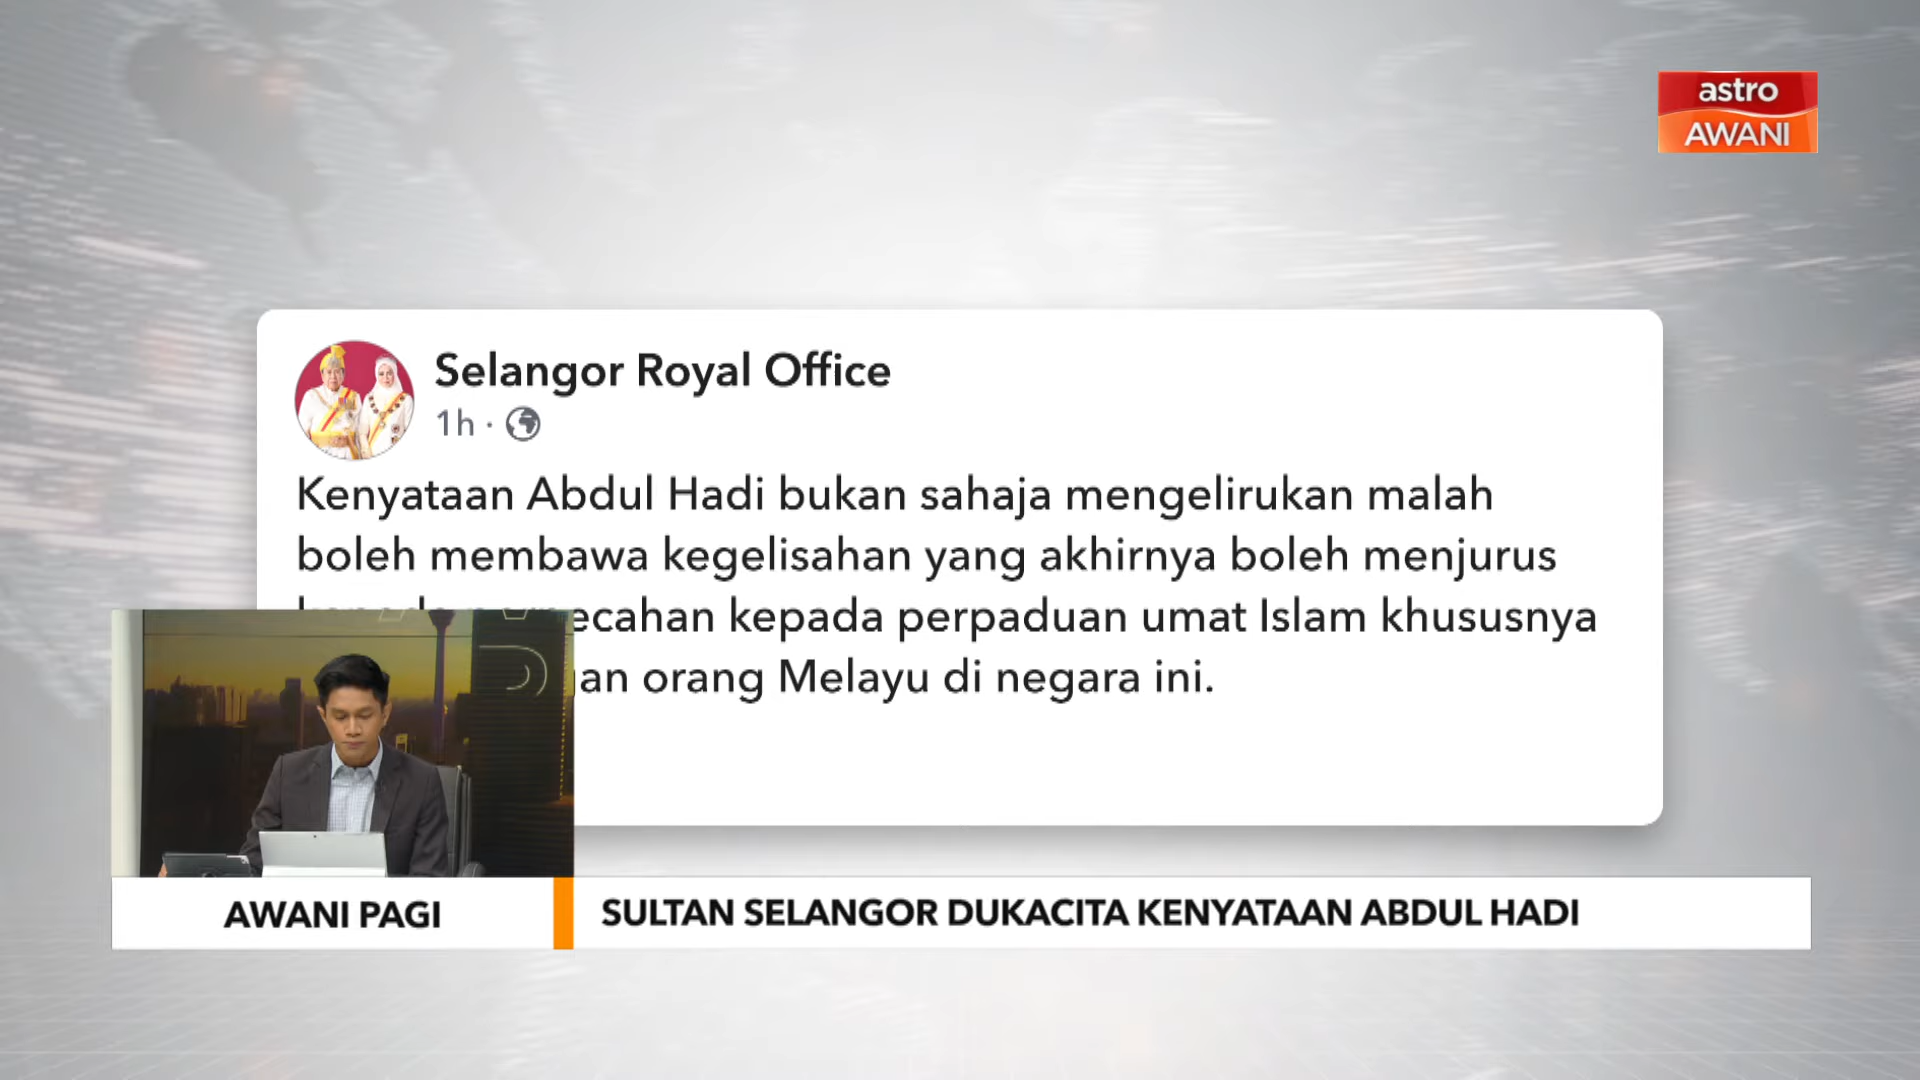 astro
AWANI
Selangor Royal Office
1h ·
Kenyataan Abdul Hadi bukan sahaja mengelirukan malah
boleh membawa kegelisahan yang akhirnya boleh menjurus
kepada perpaduan umat Islam khususnya
orang Melayu di negara ini.
AWANI PAGI
SULTAN SELANGOR DUKACITA KENYATAAN ABDUL HADI